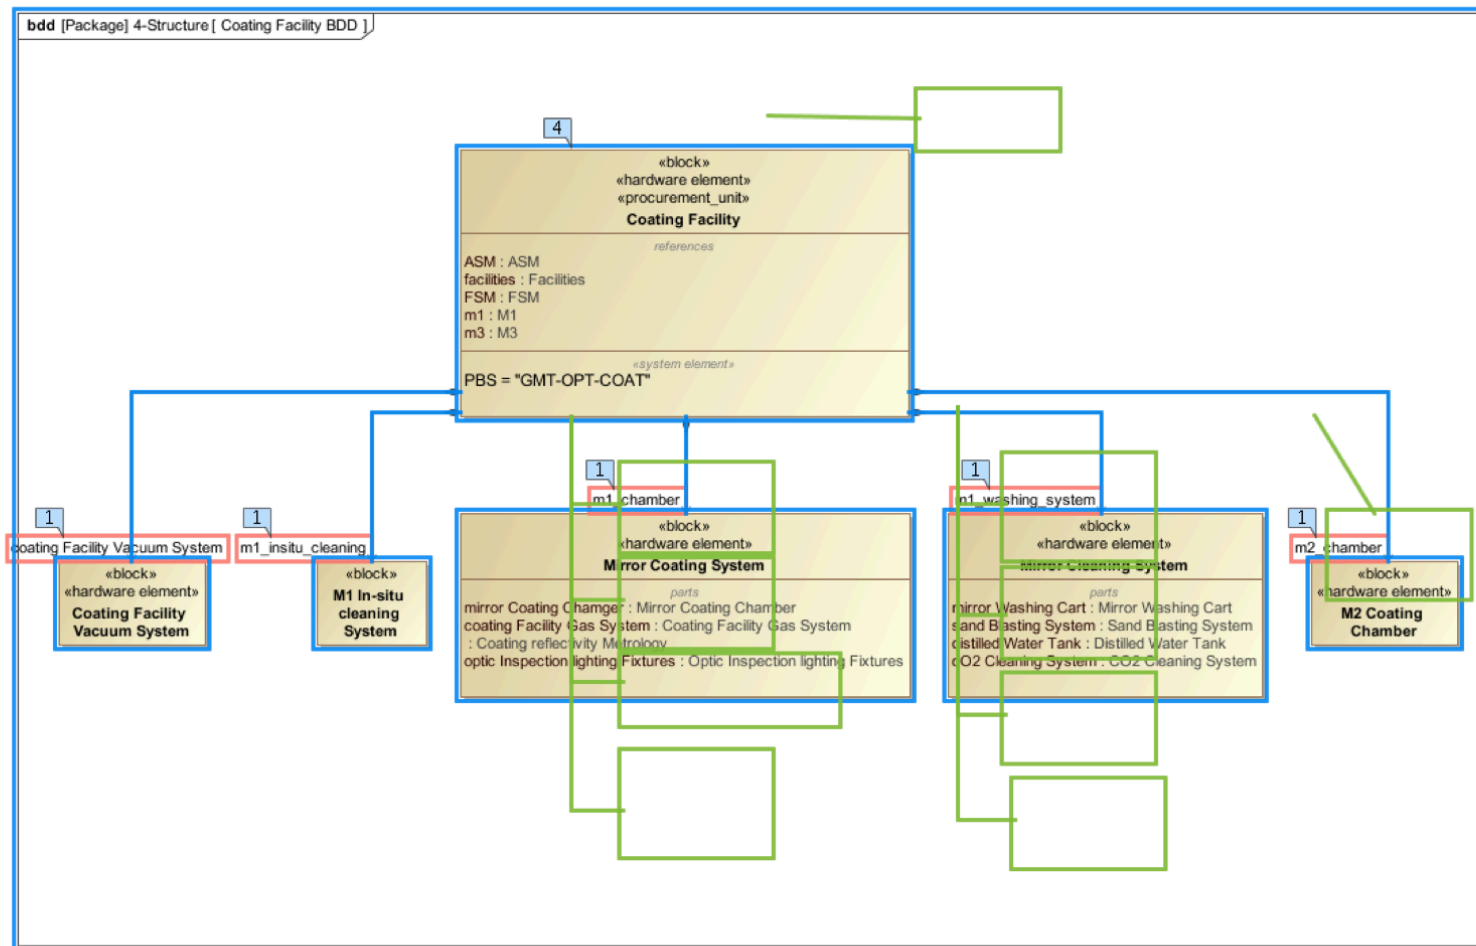 bdd [Package] 4-Structure [ Coating Facility BDD ]
4
«block»
«hardware element»
«procurement_unit»
Coating Facility
references
ASM : ASM
facilities : Facilities
FSM : FSM
m1 : M1
m3 : M3
«system element»
PBS = "GMT-OPT-COAT"
1
coating Facility Vacuum System
«block»
«hardware element»
Coating Facility
Vacuum System
1
m1_insitu_cleaning
«block»
M1 In-situ
cleaning
System
1
m1_chamber
«block»
«hardware element»
Mirror Coating System
parts
mirror Coating Chamger : Mirror Coating Chamber
coating Facility Gas System : Coating Facility Gas System
: Coating reflectivity Metrology
optic Inspection lighting Fixtures : Optic Inspection lighting Fixtures
1
m1_washing_system
«block»
«hardware element»
Mirror Cleaning System
parts
mirror Washing Cart : Mirror Washing Cart
sand Blasting System : Sand Blasting System
distilled Water Tank : Distilled Water Tank
cO2 Cleaning System : CO2 Cleaning System
1
m2_chamber
«block»
«hardware element»
M2 Coating
Chamber